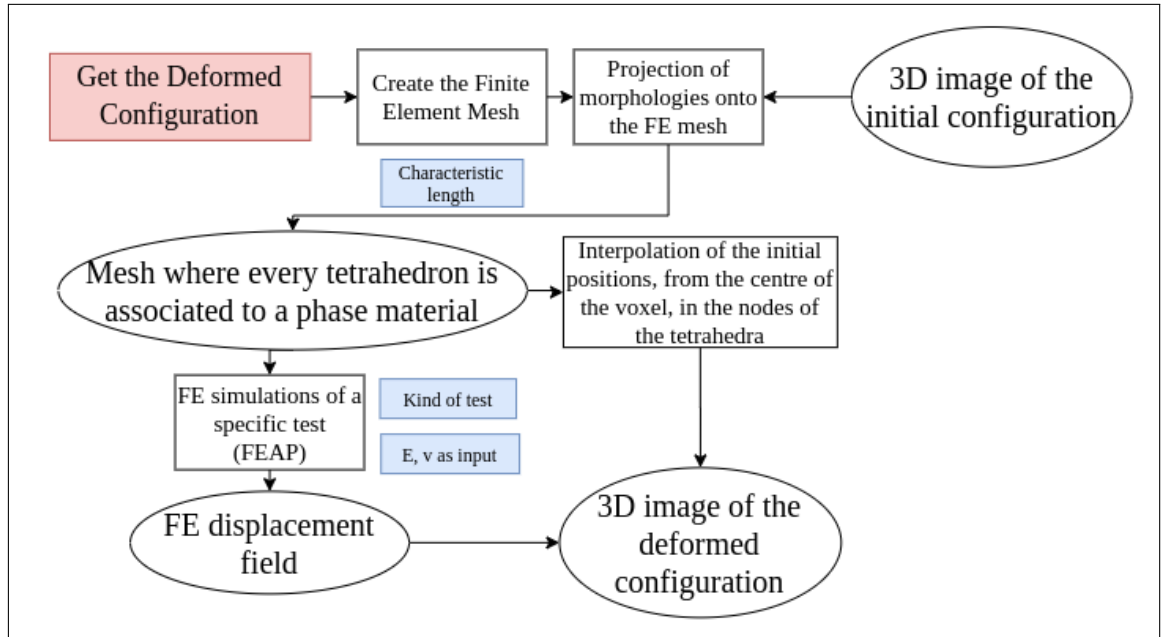 Get the Deformed
Configuration
Create the Finite
Element Mesh
Projection of
morphologies onto
the FE mesh
3D image of the
initial configuration
Characteristic
length
Mesh where every tetrahedron is
associated to a phase material
Interpolation of the initial
positions, from the centre of
the voxel, in the nodes of
the tetrahedra
FE simulations of a
specific test
(FEAP)
Kind of test
E, v as input
FE displacement
field
3D image of the
deformed
configuration